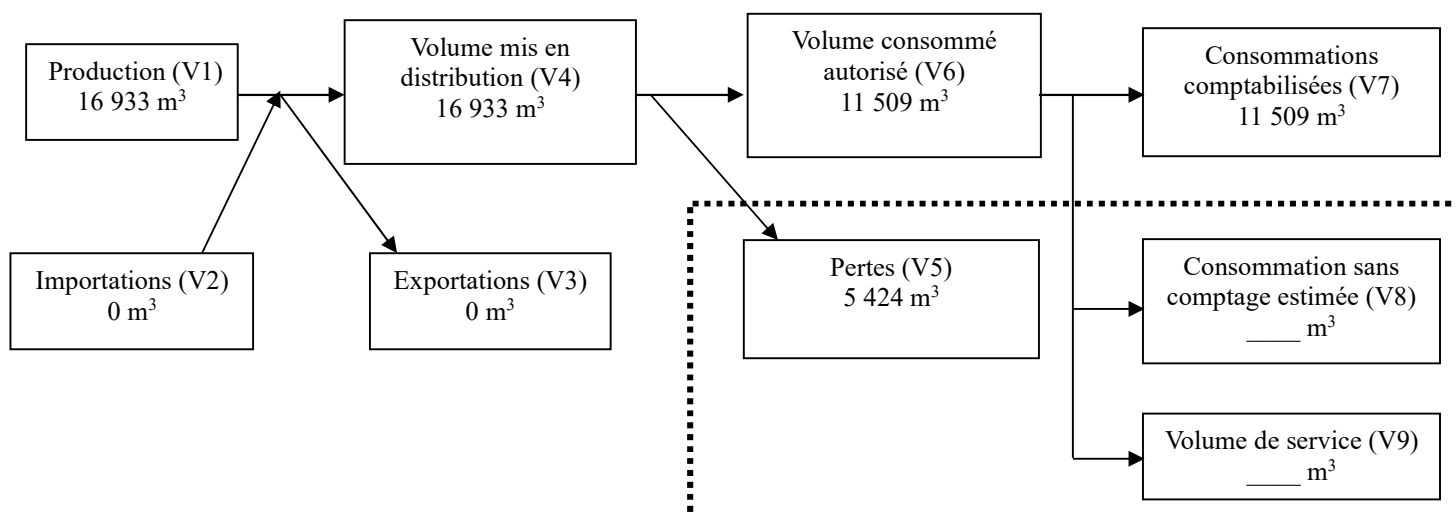 Production (V1)
16 933 m³
Volume mis en
distribution (V4)
16 933 m³
Volume consommé
autorisé (V6)
11 509 m³
Consommations
comptabilisées (V7)
11 509 m³
Importations (V2)
0 m³
Exportations (V3)
0 m³
Pertes (V5)
5 424 m³
Consommation sans
comptage estimée (V8)
____ m³
Volume de service (V9)
____ m³